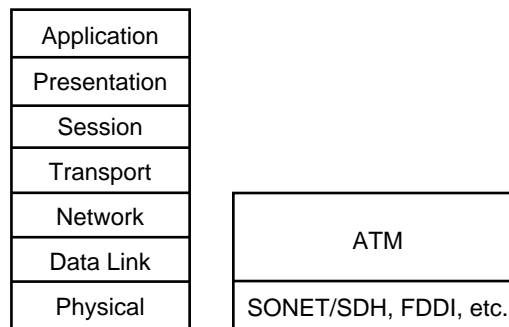 Application
Presentation
Session
Transport
Network
Data Link
Physical
ATM
SONET/SDH, FDDI, etc.